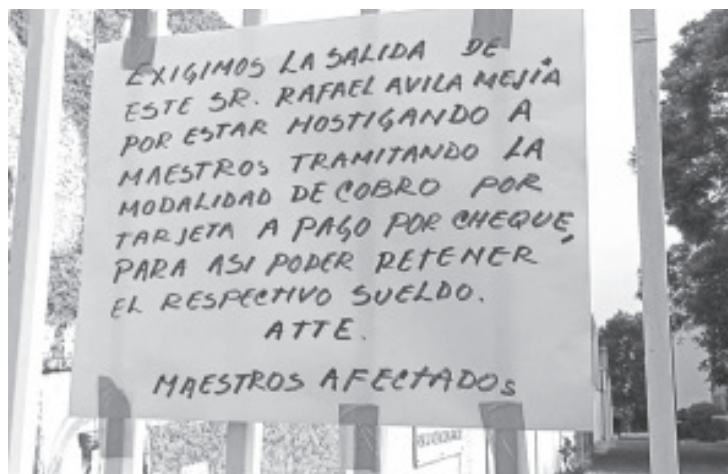 EXIGIMOS LA SALIDA DE
ESTE SR. RAFAEL AVILA MEJÍA
POR ESTAR HOSTIGANDO A
MAESTROS TRAMITANDO LA
MODALIDAD DE COBRO POR
TARJETA A PAGO POR CHEQUE,
PARA ASI PODER RETENER
EL RESPECTIVO SUELDO.
ATTE.
MAESTROS AFECTADOS